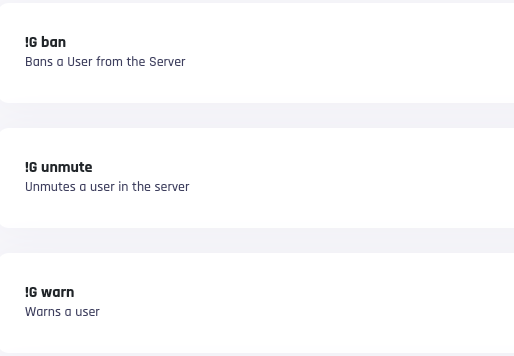 !G ban
Bans a User from the Server
!G unmute
Unmutes a user in the server
!G warn
Warns a user